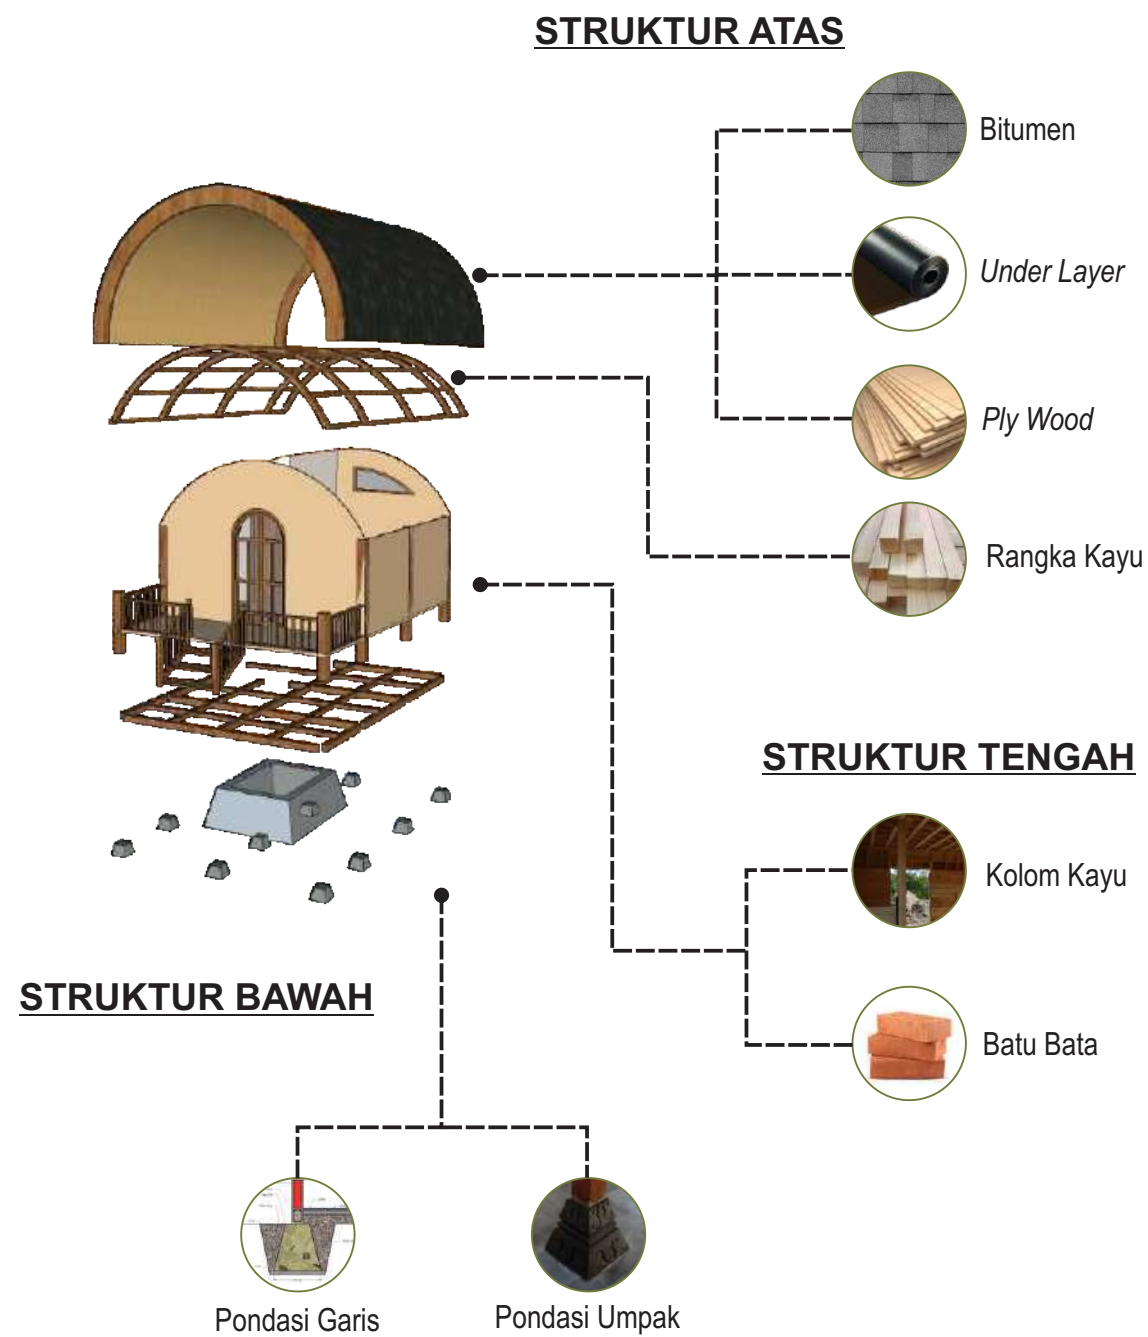 STRUKTUR ATAS
Bitumen
Under Layer
Ply Wood
Rangka Kayu
STRUKTUR TENGAH
Kolom Kayu
Batu Bata
STRUKTUR BAWAH
Pondasi Garis
Pondasi Umpak